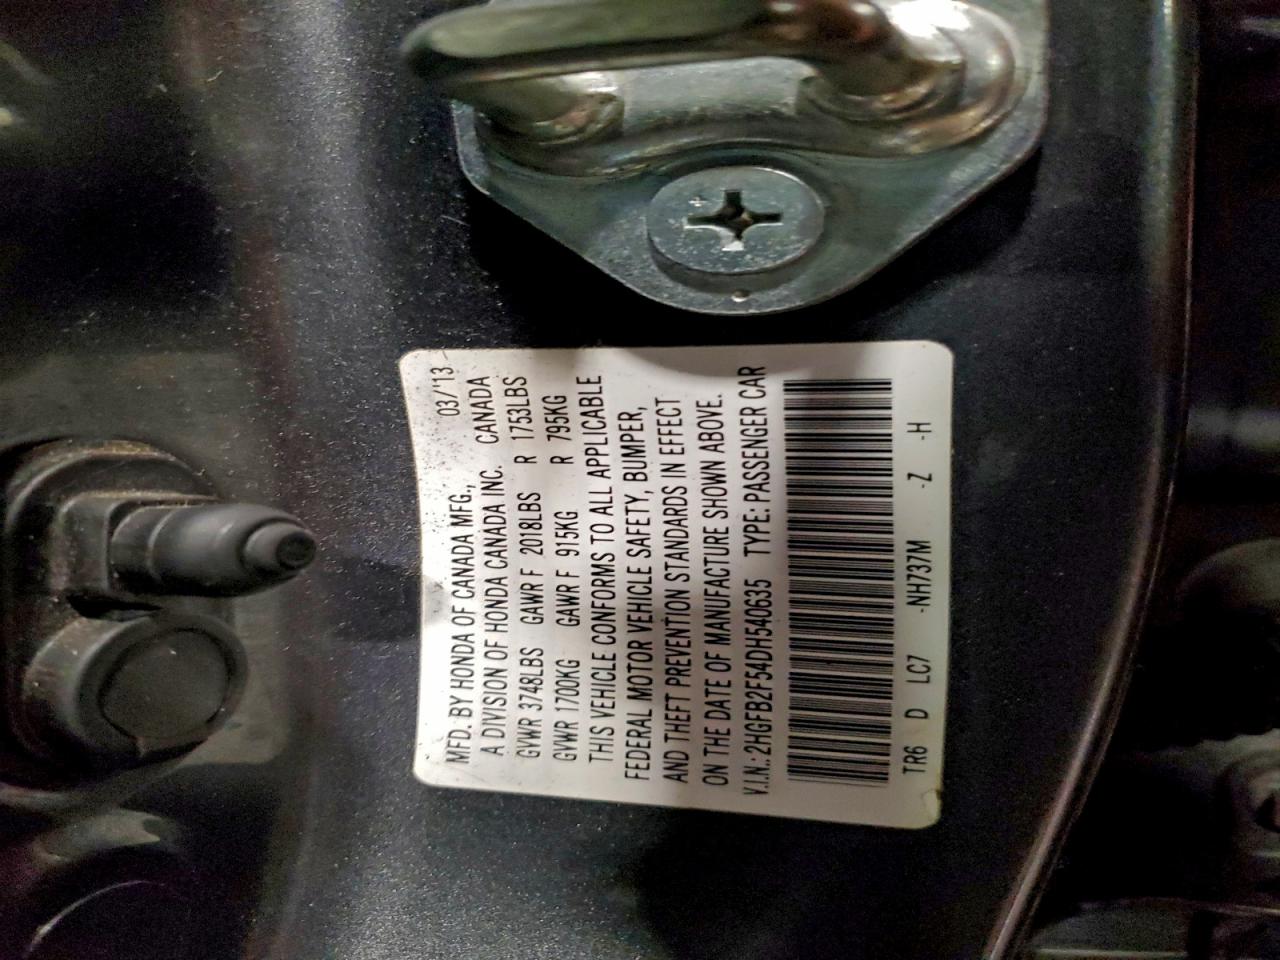 MFD. BY HONDA OF CANADA MFG., 03/'13
A DIVISION OF HONDA CANADA INC. CANADA
GVWR 3748LBS GAWR F 2018LBS R 1753LBS
GVWR 1700KG GAWR F 915KG R 795KG
THIS VEHICLE CONFORMS TO ALL APPLICABLE
FEDERAL MOTOR VEHICLE SAFETY, BUMPER,
AND THEFT PREVENTION STANDARDS IN EFFECT
ON THE DATE OF MANUFACTURE SHOWN ABOVE.
V.I.N.: 2HGFB2F54DH540635 TYPE: PASSENGER CAR
TR6 D LC7 -NH737M -Z -H